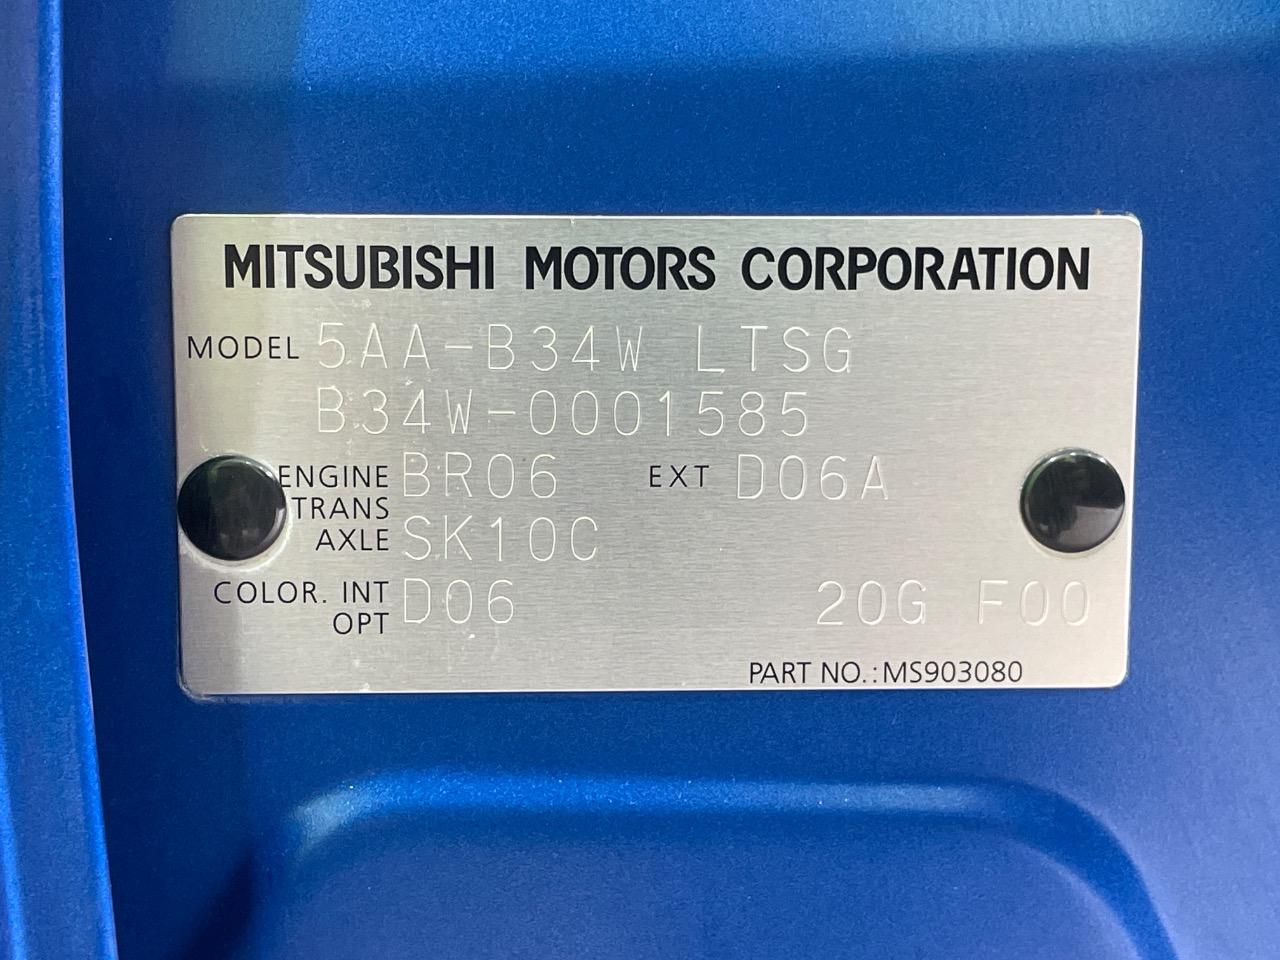 MITSUBISHI MOTORS CORPORATION
MODEL 5AA-B34W LTSG
B34W-0001585
ENGINE BR06 EXT D06A
TRANS
AXLE SK10C
COLOR. INT D06 20G F00
OPT
PART NO.:MS903080